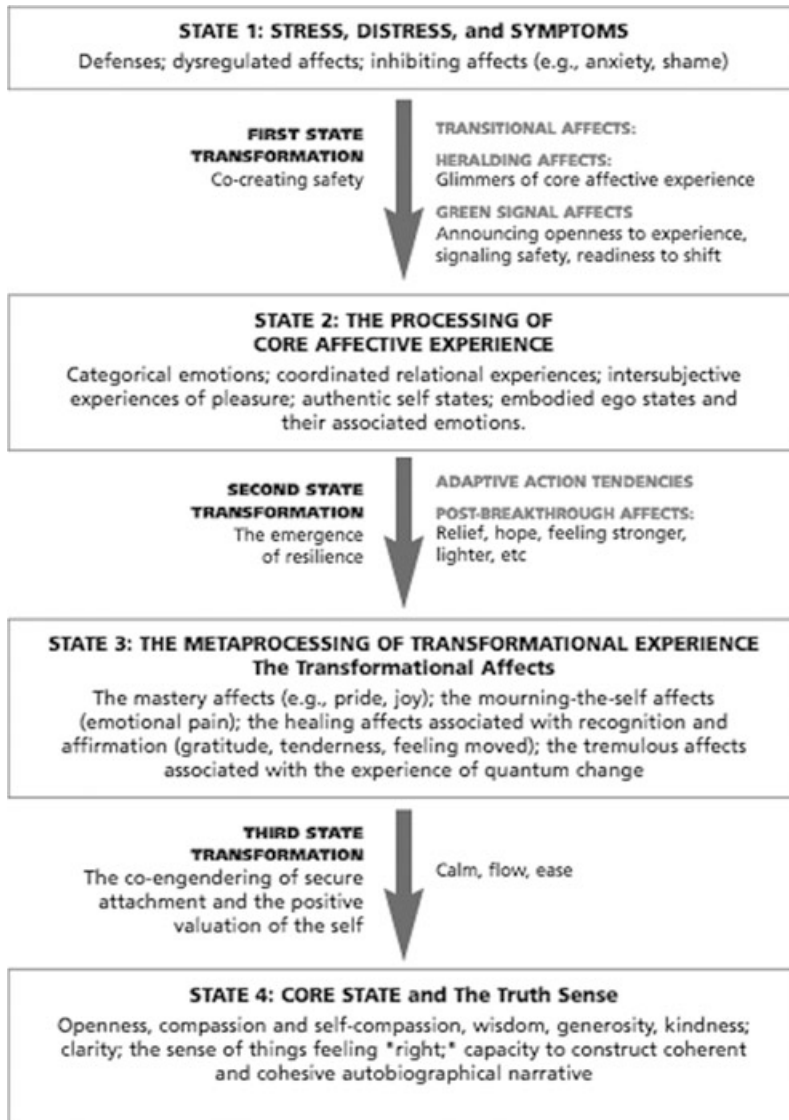 STATE 1: STRESS, DISTRESS, and SYMPTOMS
Defenses; dysregulated affects; inhibiting affects (e.g., anxiety, shame)
FIRST STATE
TRANSFORMATION
Co-creating safety
TRANSITIONAL AFFECTS:
HERALDING AFFECTS:
Glimmers of core affective experience
GREEN SIGNAL AFFECTS
Announcing openness to experience,
signaling safety, readiness to shift
STATE 2: THE PROCESSING OF
CORE AFFECTIVE EXPERIENCE
Categorical emotions; coordinated relational experiences; intersubjective
experiences of pleasure; authentic self states; embodied ego states and
their associated emotions.
SECOND STATE
TRANSFORMATION
The emergence
of resilience
ADAPTIVE ACTION TENDENCIES
POST-BREAKTHROUGH AFFECTS:
Relief, hope, feeling stronger,
lighter, etc
STATE 3: THE METAPROCESSING OF TRANSFORMATIONAL EXPERIENCE
The Transformational Affects
The mastery affects (e.g., pride, joy); the mourning-the-self affects
(emotional pain); the healing affects associated with recognition and
affirmation (gratitude, tenderness, feeling moved); the tremulous affects
associated with the experience of quantum change
THIRD STATE
TRANSFORMATION
The co-engendering of secure
attachment and the positive
valuation of the self
Calm, flow, ease
STATE 4: CORE STATE and The Truth Sense
Openness, compassion and self-compassion, wisdom, generosity, kindness;
clarity; the sense of things feeling "right;" capacity to construct coherent
and cohesive autobiographical narrative